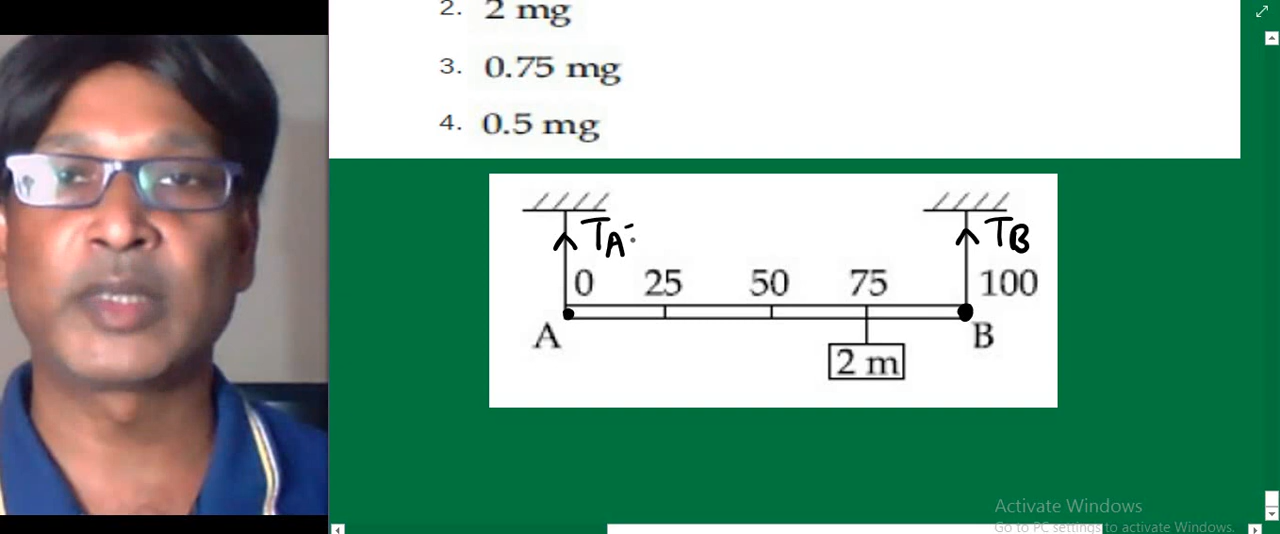 2. 2 mg
3. 0.75 mg
4. 0.5 mg
TA- TB
0 25 50 75 100
A B
2 m
Activate Windows
Go to PC settings to activate Windows.